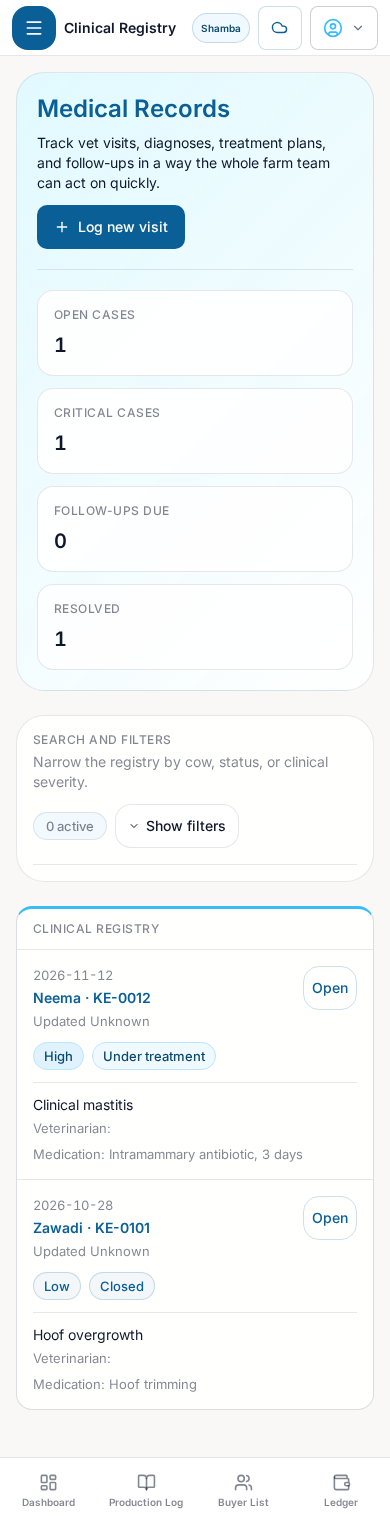 Clinical Registry
Shamba
Medical Records
Track vet visits, diagnoses, treatment plans,
and follow-ups in a way the whole farm team
can act on quickly.
+ Log new visit
OPEN CASES
1
CRITICAL CASES
1
FOLLOW-UPS DUE
0
RESOLVED
1
SEARCH AND FILTERS
Narrow the registry by cow, status, or clinical
severity.
0 active
Show filters
CLINICAL REGISTRY
2026-11-12
Open
Neema · KE-0012
Updated Unknown
High
Under treatment
Clinical mastitis
Veterinarian:
Medication: Intramammary antibiotic, 3 days
2026-10-28
Open
Zawadi · KE-0101
Updated Unknown
Low
Closed
Hoof overgrowth
Veterinarian:
Medication: Hoof trimming
Dashboard
Production Log
Buyer List
Ledger